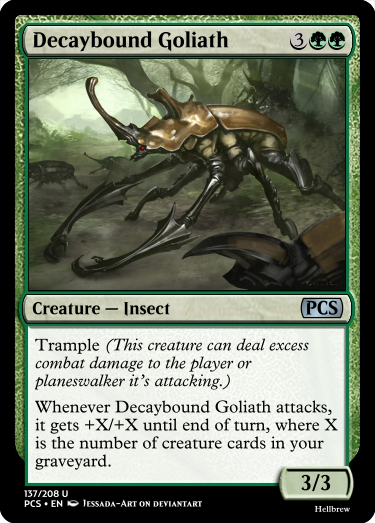 Decaybound Goliath 3
Creature — Insect PCS
Trample (This creature can deal excess
combat damage to the player or
planeswalker it's attacking.)
Whenever Decaybound Goliath attacks,
it gets +X/+X until end of turn, where X
is the number of creature cards in your
graveyard.
3/3
137/208 U
PCS • EN Jessada-Art on deviantart
Hellbrew